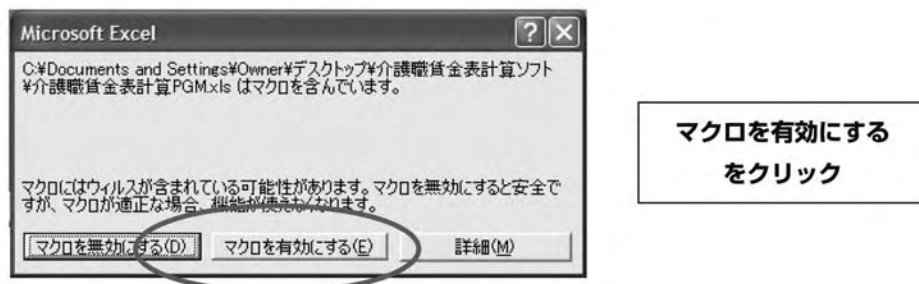 Microsoft Excel
C:¥Documents and Settings¥Owner¥デスクトップ¥介護職賃金表計算ソフト
¥介護職賃金表計算PGM.xls はマクロを含んでいます。
マクロにはウィルスが含まれている可能性があります。マクロを無効にすると安全で
すが、マクロが適正な場合、機能が使えなくなります。
マクロを無効にする(D)
マクロを有効にする(E)
詳細(M)
マクロを有効にする
をクリック